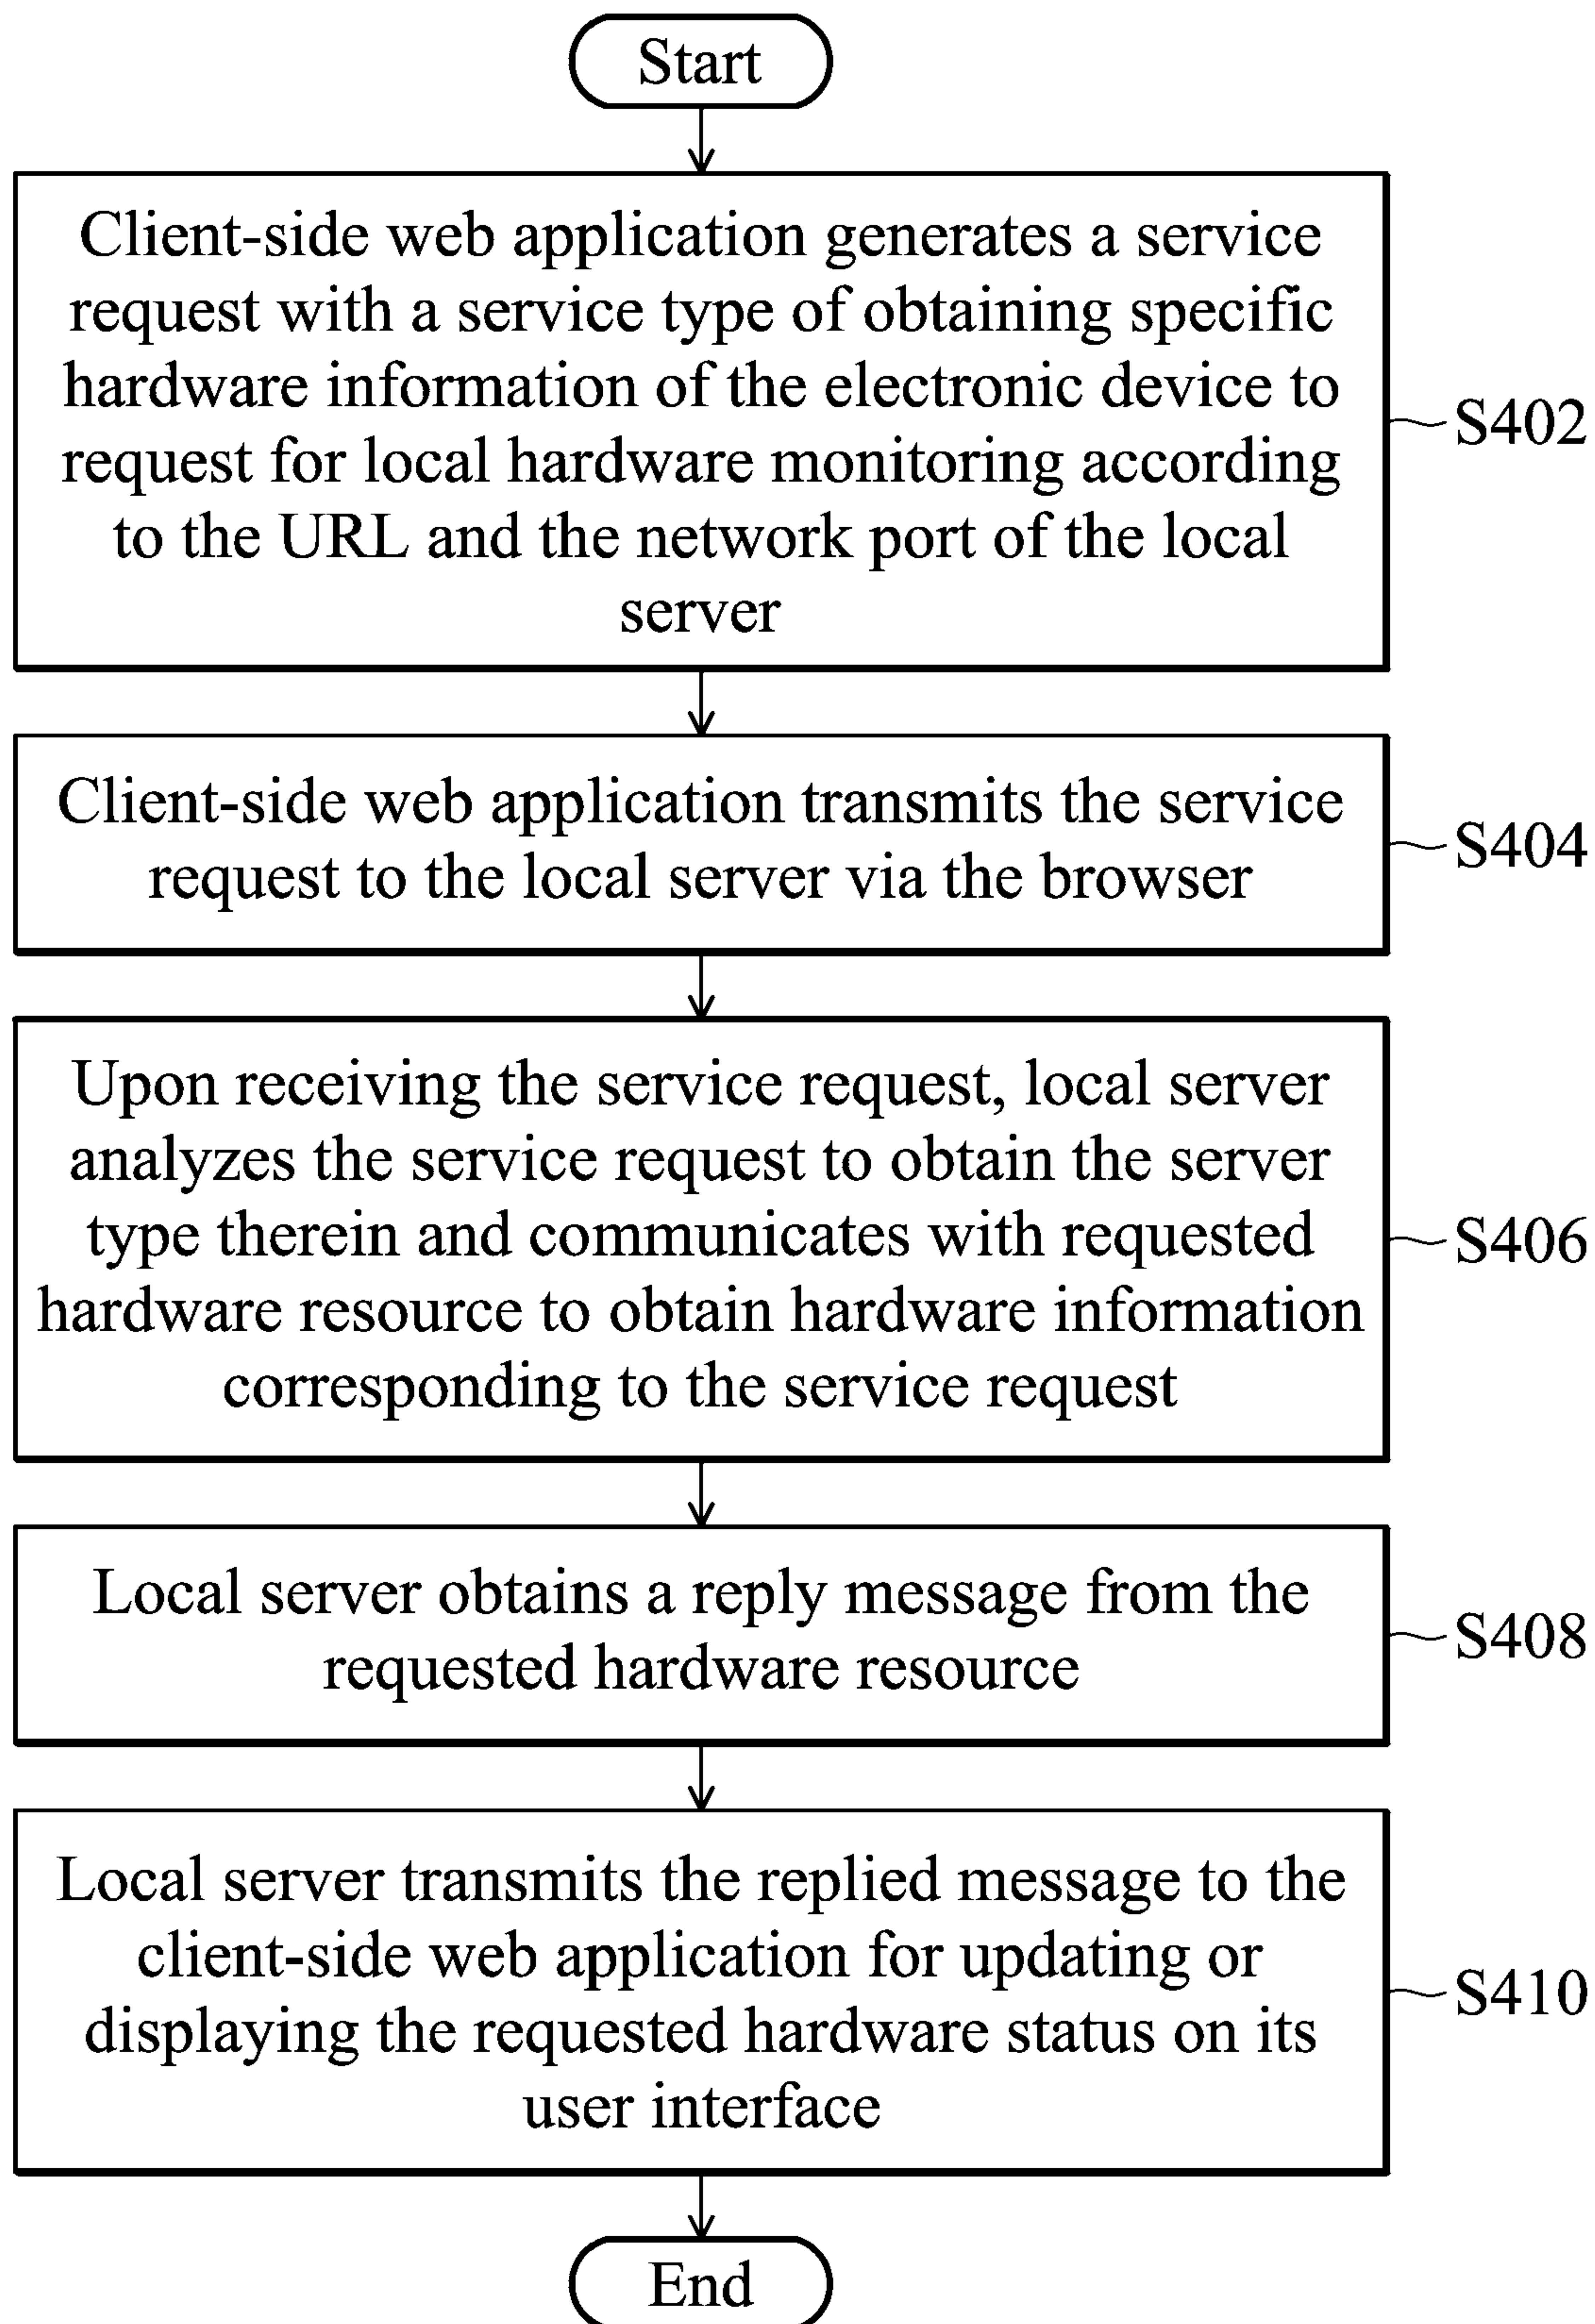 Start
Client-side web application generates a service
request with a service type of obtaining specific
hardware information of the electronic device to
request for local hardware monitoring according
to the URL and the network port of the local
server
S402
Client-side web application transmits the service
request to the local server via the browser
S404
Upon receiving the service request, local server
analyzes the service request to obtain the server
type therein and communicates with requested
hardware resource to obtain hardware information
corresponding to the service request
S406
Local server obtains a reply message from the
requested hardware resource
S408
Local server transmits the replied message to the
client-side web application for updating or
displaying the requested hardware status on its
user interface
S410
End